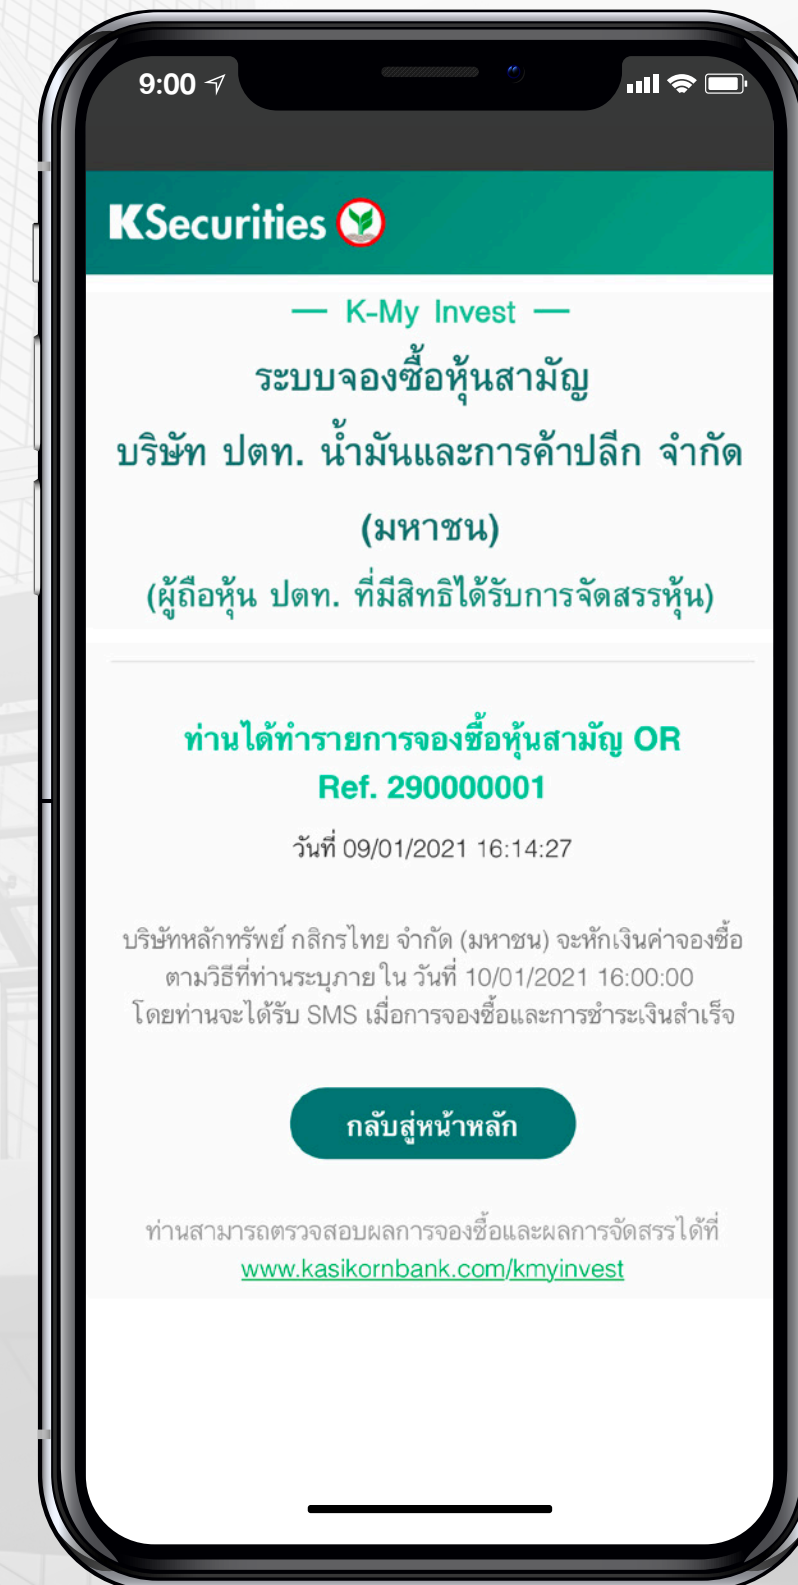 9:00
KSecurities
— K-My Invest —
ระบบจองซื้อหุ้นสามัญ
บริษัท ปตท. น้ำมันและการค้าปลีก จำกัด
(มหาชน)
(ผู้ถือหุ้น ปตท. ที่มีสิทธิได้รับการจัดสรรหุ้น)
ท่านได้ทำรายการจองซื้อหุ้นสามัญ OR
Ref. 290000001
วันที่ 09/01/2021 16:14:27
บริษัทหลักทรัพย์ กสิกรไทย จำกัด (มหาชน) จะหักเงินค่าจองซื้อ
ตามวิธีที่ท่านระบุภายใน วันที่ 10/01/2021 16:00:00
โดยท่านจะได้รับ SMS เมื่อการจองซื้อและการชำระเงินสำเร็จ
กลับสู่หน้าหลัก
ท่านสามารถตรวจสอบผลการจองซื้อและผลการจัดสรรได้ที่
www.kasikornbank.com/kmyinvest